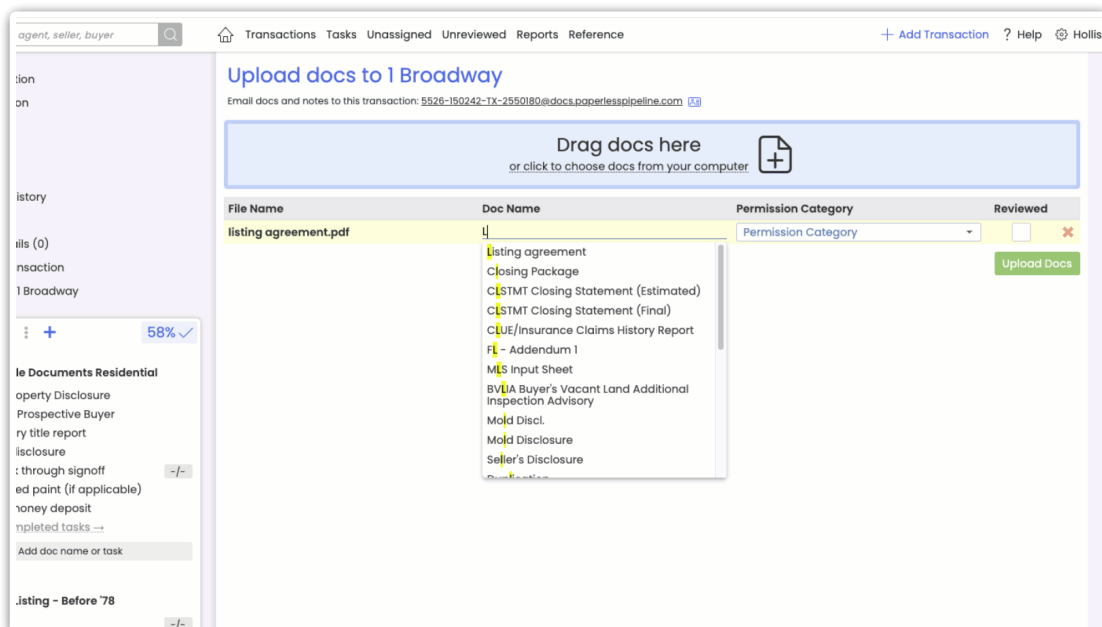 agent, seller, buyer
Transactions Tasks Unassigned Unreviewed Reports Reference
+ Add Transaction ? Help Hollis
Upload docs to 1 Broadway
Email docs and notes to this transaction: 5526-150242-TX-2550180@docs.paperlesspipeline.com
Drag docs here
or click to choose docs from your computer
File Name Doc Name Permission Category Reviewed
listing agreement.pdf L Permission Category
Upload Docs
Listing agreement
Closing Package
CLSTMT Closing Statement (Estimated)
CLSTMT Closing Statement (Final)
CLUE/Insurance Claims History Report
FL - Addendum 1
MLS Input Sheet
BVLIA Buyer's Vacant Land Additional
Inspection Advisory
Mold Discl.
Mold Disclosure
Seller's Disclosure
tion
on
istory
ails (0)
nsaction
1 Broadway
+ 58%
le Documents Residential
operty Disclosure
Prospective Buyer
ry title report
disclosure
through signoff -/-
ed paint (if applicable)
money deposit
mpleted tasks →
Add doc name or task
Listing - Before '78
-/-